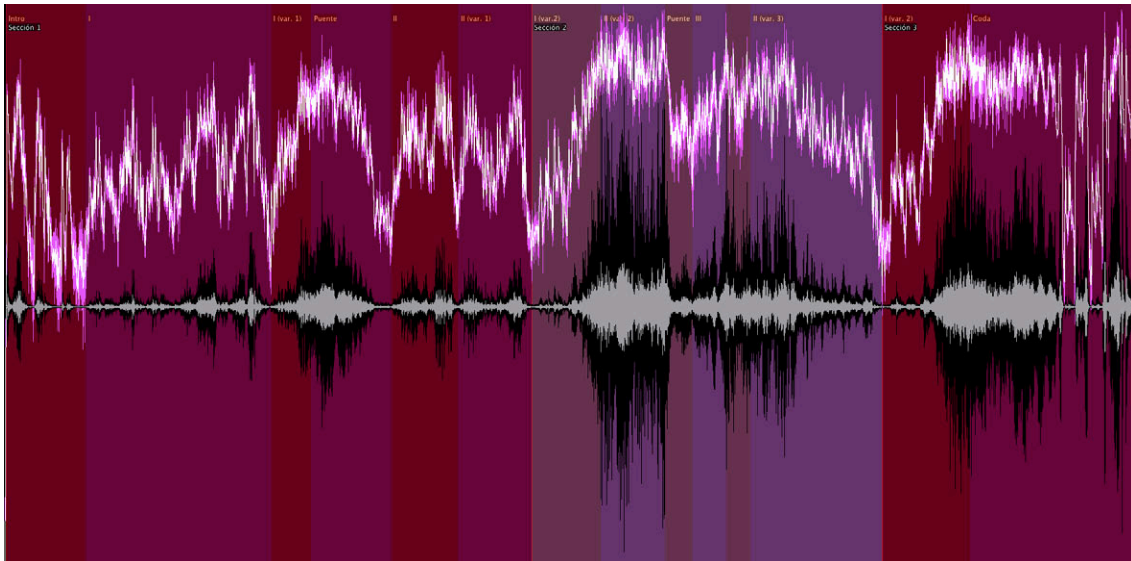 Intro I I (var. 1) Puente II II (var. 1) I (var.2) II (var. 2) Puente III II (var. 3) I (var. 2) Coda
Sección 1 Sección 2 Sección 3